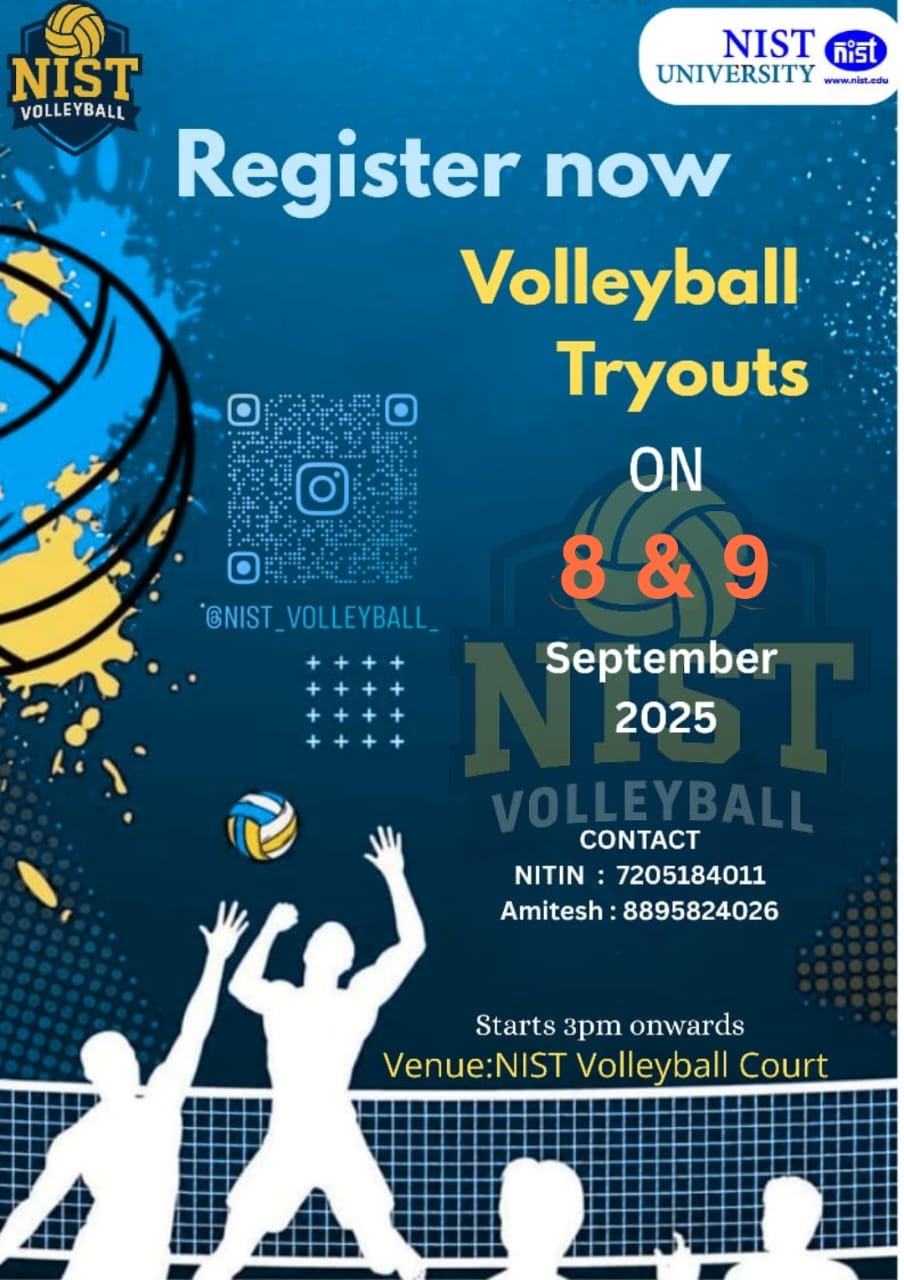 NIST
VOLLEYBALL
NIST
UNIVERSITY
nist
www.nist.edu
Register now
Volleyball
Tryouts
ON
8 & 9
September
2025
@NIST_VOLLEYBALL_
NIST
VOLLEYBALL
CONTACT
NITIN : 7205184011
Amitesh : 8895824026
Starts 3pm onwards
Venue:NIST Volleyball Court